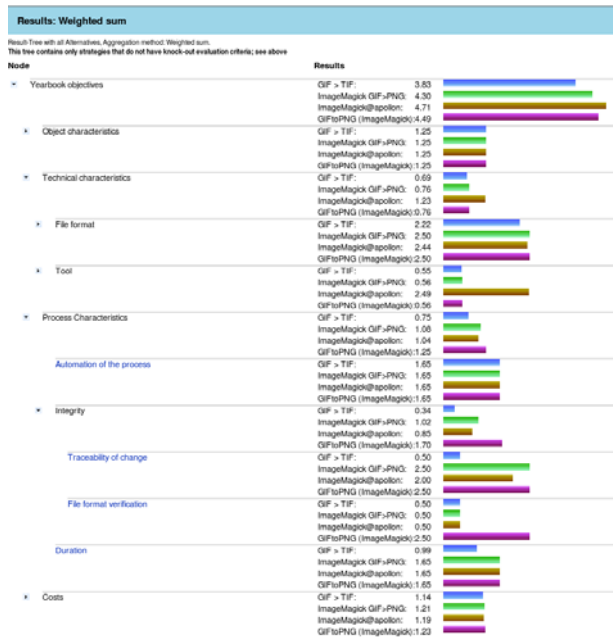 Results: Weighted sum
Result-Tree with all Alternatives, Aggregation method: Weighted sum.
This tree contains only strategies that do not have knock-out evaluation criteria; see above
Node Results
Yearbook objectives GIF > TIF: 3.83
ImageMagick GIF>PNG: 4.30
ImageMagick@apollon: 4.71
GIFtoPNG (ImageMagick): 4.49
Object characteristics GIF > TIF: 1.25
ImageMagick GIF>PNG: 1.25
ImageMagick@apollon: 1.25
GIFtoPNG (ImageMagick): 1.25
Technical characteristics GIF > TIF: 0.69
ImageMagick GIF>PNG: 0.76
ImageMagick@apollon: 1.23
GIFtoPNG (ImageMagick): 0.76
File format GIF > TIF: 2.22
ImageMagick GIF>PNG: 2.50
ImageMagick@apollon: 2.44
GIFtoPNG (ImageMagick): 2.50
Tool GIF > TIF: 0.55
ImageMagick GIF>PNG: 0.56
ImageMagick@apollon: 2.49
GIFtoPNG (ImageMagick): 0.56
Process Characteristics GIF > TIF: 0.75
ImageMagick GIF>PNG: 1.08
ImageMagick@apollon: 1.04
GIFtoPNG (ImageMagick): 1.25
Automation of the process GIF > TIF: 1.65
ImageMagick GIF>PNG: 1.65
ImageMagick@apollon: 1.65
GIFtoPNG (ImageMagick): 1.65
Integrity GIF > TIF: 0.34
ImageMagick GIF>PNG: 1.02
ImageMagick@apollon: 0.85
GIFtoPNG (ImageMagick): 1.70
Traceability of change GIF > TIF: 0.50
ImageMagick GIF>PNG: 2.50
ImageMagick@apollon: 2.00
GIFtoPNG (ImageMagick): 2.50
File format verification GIF > TIF: 0.50
ImageMagick GIF>PNG: 0.50
ImageMagick@apollon: 0.50
GIFtoPNG (ImageMagick): 2.50
Duration GIF > TIF: 0.99
ImageMagick GIF>PNG: 1.65
ImageMagick@apollon: 1.65
GIFtoPNG (ImageMagick): 1.65
Costs GIF > TIF: 1.14
ImageMagick GIF>PNG: 1.21
ImageMagick@apollon: 1.19
GIFtoPNG (ImageMagick): 1.23